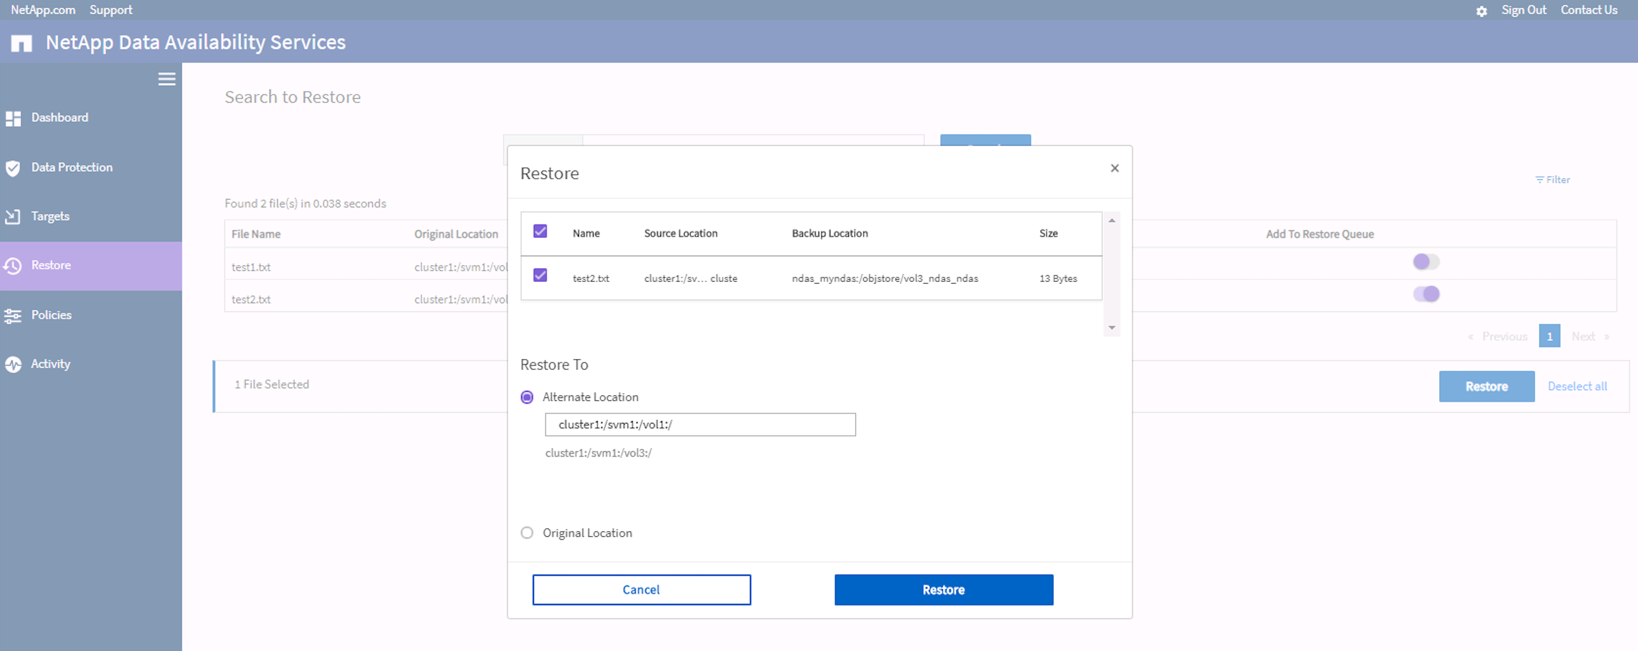 NetApp.com Support Sign Out Contact Us
NetApp Data Availability Services
Dashboard
Data Protection
Targets
Restore
Policies
Activity
Search to Restore
Filter
Found 2 file(s) in 0.038 seconds
File Name Original Location Add To Restore Queue
test1.txt cluster1:/svm1:/vol
test2.txt cluster1:/svm1:/vol
« Previous 1 Next »
1 File Selected Restore Deselect all
Restore ×
Name Source Location Backup Location Size
test2.txt cluster1:/sv... cluste ndas_myndas:/objstore/vol3_ndas_ndas 13 Bytes
Restore To
Alternate Location
cluster1:/svm1:/vol1:/
cluster1:/svm1:/vol3:/
Original Location
Cancel Restore